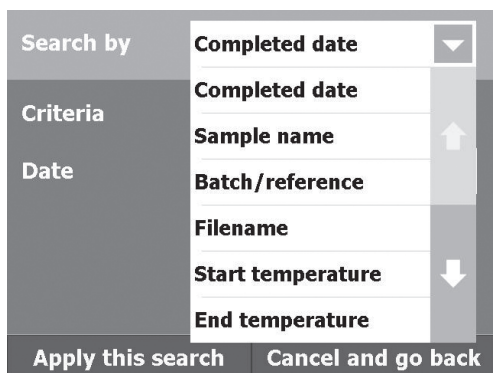 Search by Completed date
Completed date
Criteria
Sample name
Date
Batch/reference
Filename
Start temperature
End temperature
Apply this search Cancel and go back